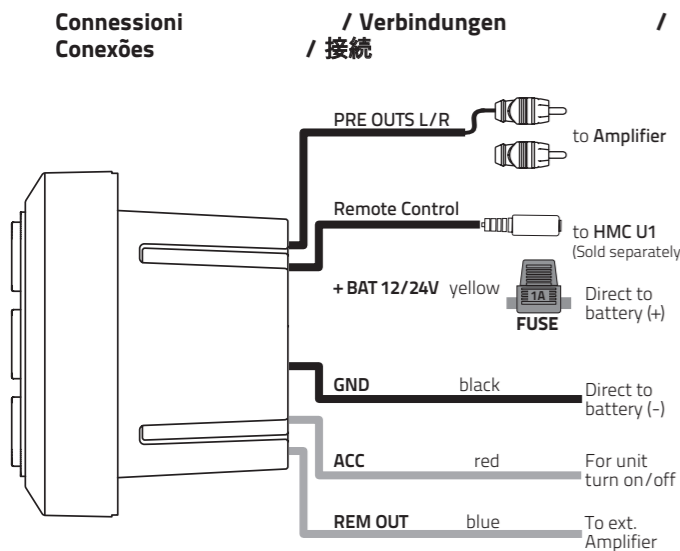 Connessioni / Verbindungen /
Conexões / 接続
PRE OUTS L/R
to Amplifier
Remote Control
to HMC U1
(Sold separately
+ BAT 12/24V yellow
1A
FUSE
Direct to
battery (+)
GND black
Direct to
battery (-)
ACC red
For unit
turn on/off
REM OUT blue
To ext.
Amplifier